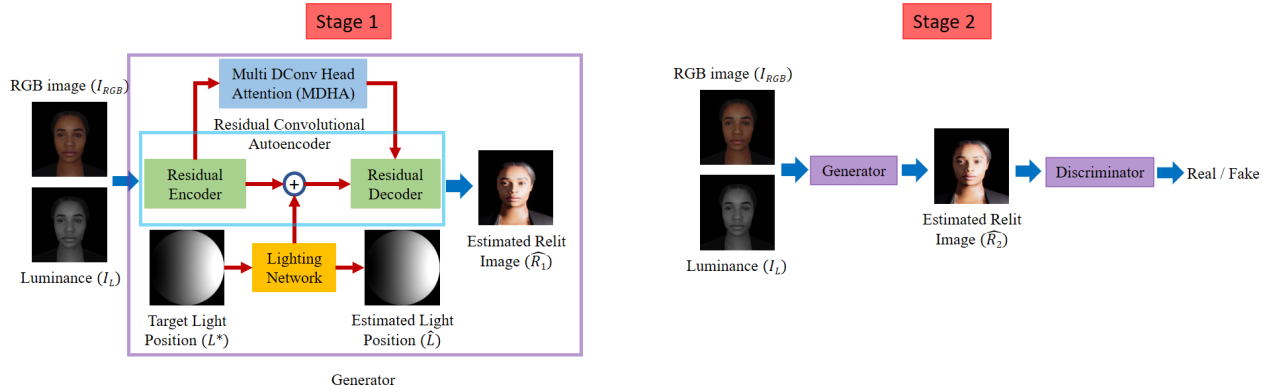 Stage 1
RGB image (I_RGB)
Luminance (I_L)
Multi DConv Head
Attention (MDHA)
Residual Convolutional
Autoencoder
Residual
Encoder
+
Residual
Decoder
Lighting
Network
Target Light
Position (L*)
Estimated Light
Position (L̂)
Estimated Relit
Image (R̂_1)
Generator
Stage 2
RGB image (I_RGB)
Luminance (I_L)
Generator
Estimated Relit
Image (R̂_2)
Discriminator
Real / Fake